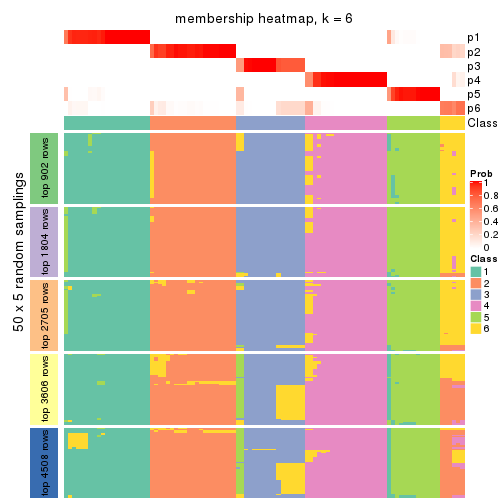 membership heatmap, k = 6
p1
p2
p3
p4
p5
p6
Class
50 x 5 random samplings
top 902 rows
top 1804 rows
top 2705 rows
top 3606 rows
top 4508 rows
Prob
1
0.8
0.6
0.4
0.2
0
Class
1
2
3
4
5
6